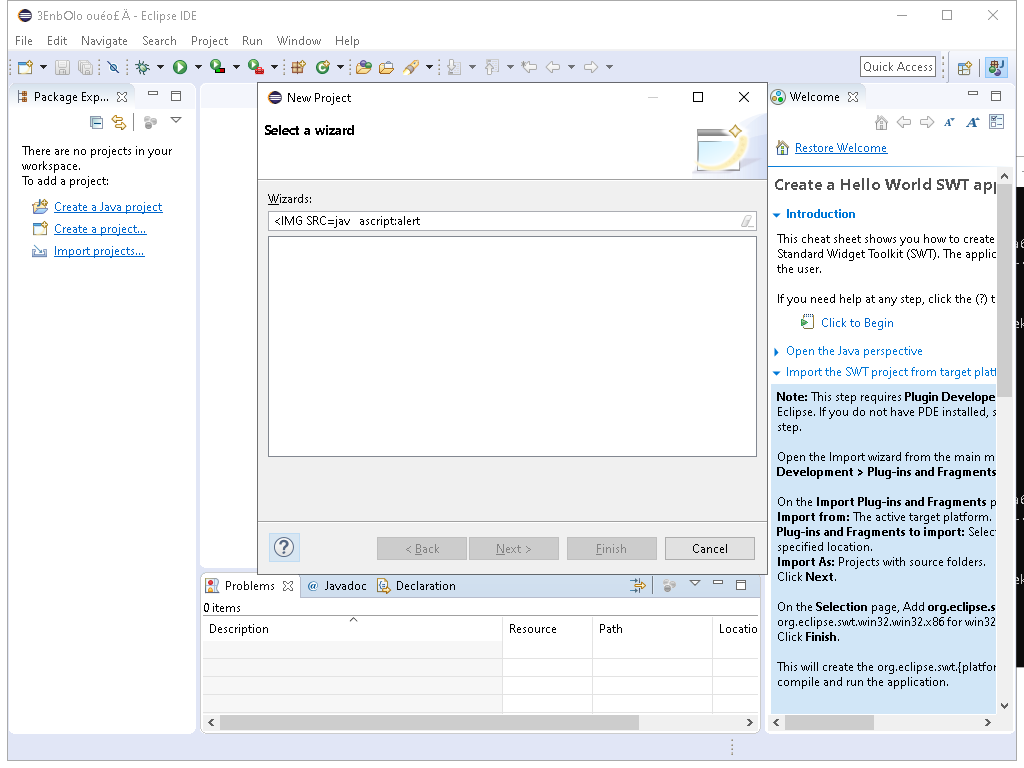 3EnbOlo ouéo£Ä - Eclipse IDE
File Edit Navigate Search Project Run Window Help
Quick Access
Package Exp...
There are no projects in your
workspace.
To add a project:
Create a Java project
Create a project...
Import projects...
New Project
Select a wizard
Wizards:
<IMG SRC=jav ascript:alert
?
< Back
Next >
Finish
Cancel
Problems
@ Javadoc
Declaration
0 items
Description
Resource
Path
Locatio
Welcome
Restore Welcome
Create a Hello World SWT app
Introduction
This cheat sheet shows you how to create
Standard Widget Toolkit (SWT). The applic
the user.
If you need help at any step, click the (?) t
Click to Begin
Open the Java perspective
Import the SWT project from target platf
Note: This step requires Plugin Develope
Eclipse. If you do not have PDE installed, s
step.
Open the Import wizard from the main m
Development > Plug-ins and Fragments
On the Import Plug-ins and Fragments p
Import from: The active target platform.
Plug-ins and Fragments to import: Selec
specified location.
Import As: Projects with source folders.
Click Next.
On the Selection page, Add org.eclipse.s
org.eclipse.swt.win32.win32.x86 for win32
Click Finish.
This will create the org.eclipse.swt.{platfor
compile and run the application.